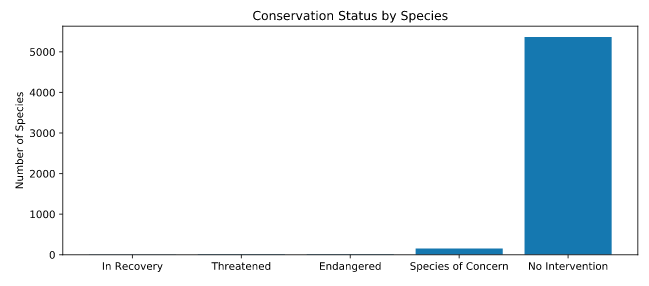 Conservation Status by Species
Number of Species
5000
4000
3000
2000
1000
0
In Recovery
Threatened
Endangered
Species of Concern
No Intervention